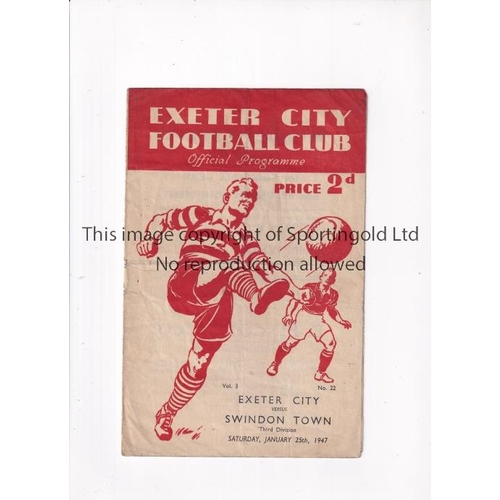 EXETER CITY
FOOTBALL CLUB
Official Programme
PRICE 2d
This image copyright of Sportingold Ltd
No reproduction allowed
Vol. 3 No. 22
EXETER CITY
VERSUS
SWINDON TOWN
Third Division
SATURDAY, JANUARY 25th, 1947